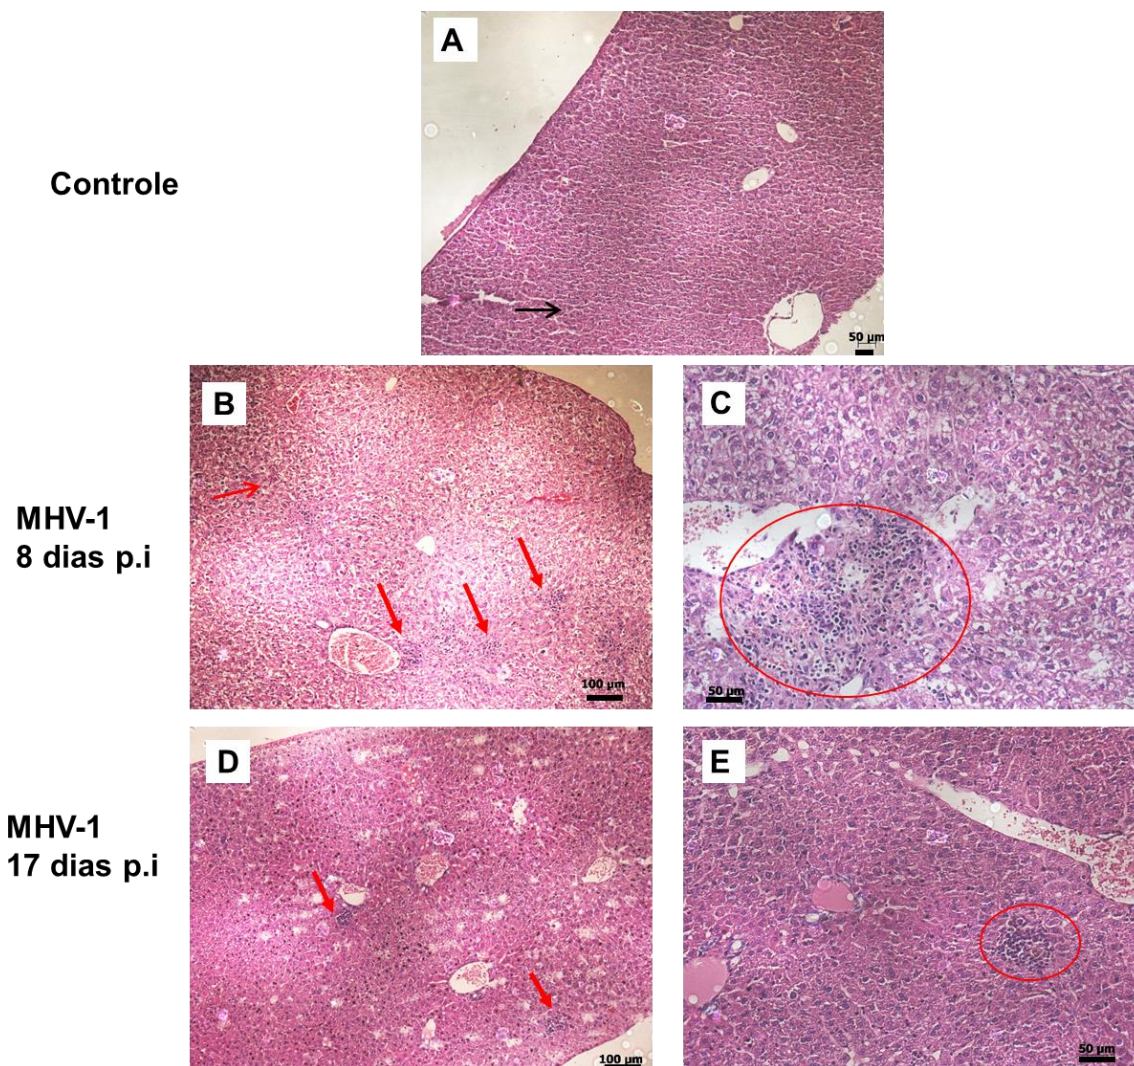 A
Controle
50 µm
B
C
MHV-1
8 dias p.i
100 µm
50 µm
D
E
MHV-1
17 dias p.i
100 µm
50 µm